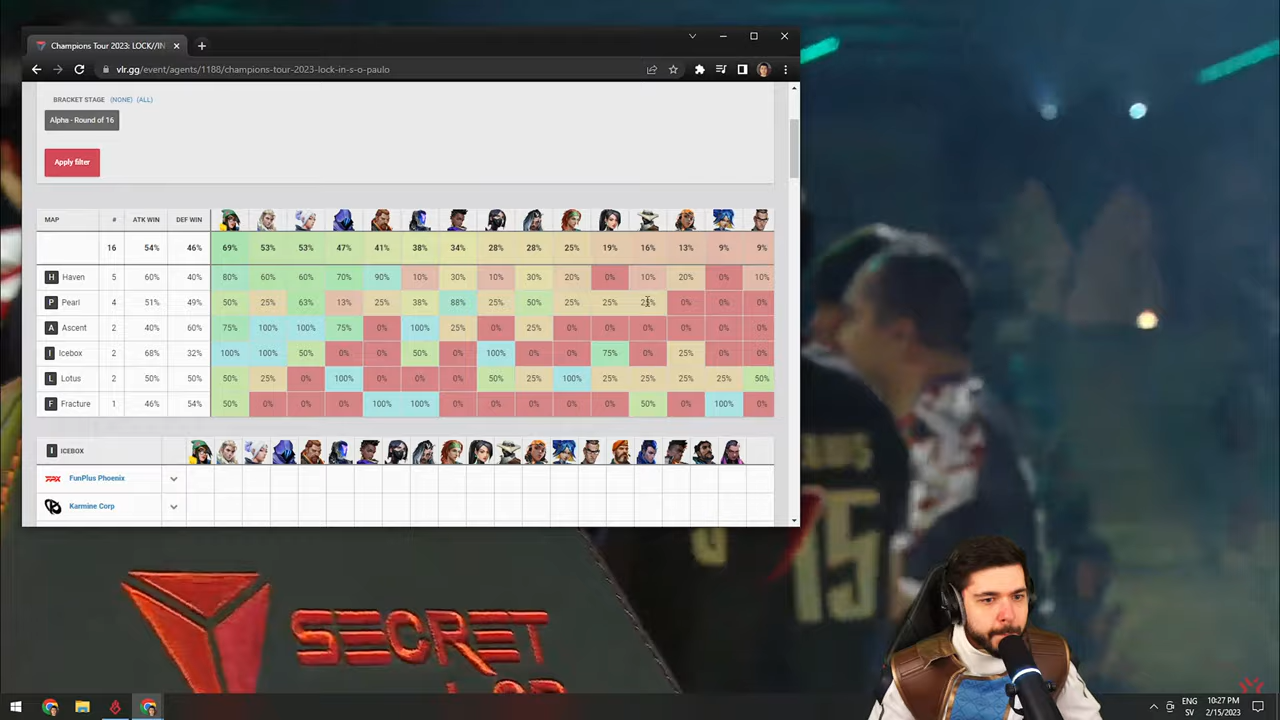 Champions Tour 2023: LOCK//IN
vlr.gg/event/agents/1188/champions-tour-2023-lock-in-s-o-paulo
BRACKET STAGE (NONE) (ALL)
Alpha - Round of 16
Apply filter
MAP # ATK WIN DEF WIN
16 54% 46% 69% 53% 53% 47% 41% 38% 34% 28% 28% 25% 19% 16% 13% 9% 9%
H Haven 5 60% 40% 80% 60% 60% 70% 90% 10% 30% 10% 30% 20% 0% 10% 20% 0% 10%
P Pearl 4 51% 49% 50% 25% 63% 13% 25% 38% 88% 25% 50% 25% 25% 0% 0% 0%
A Ascent 2 40% 60% 75% 100% 100% 75% 0% 100% 25% 0% 25% 0% 0% 0% 0% 0% 0%
I Icebox 2 68% 32% 100% 100% 50% 0% 0% 50% 0% 100% 0% 0% 75% 0% 25% 0% 0%
L Lotus 2 50% 50% 50% 25% 0% 100% 0% 0% 0% 50% 25% 100% 25% 25% 25% 25% 50%
F Fracture 1 46% 54% 50% 0% 0% 0% 100% 100% 0% 0% 0% 0% 0% 50% 0% 100% 0%
I ICEBOX
FPX FunPlus Phoenix
Karmine Corp
15
SECRET
ENG
SV
10:27 PM
2/15/2023